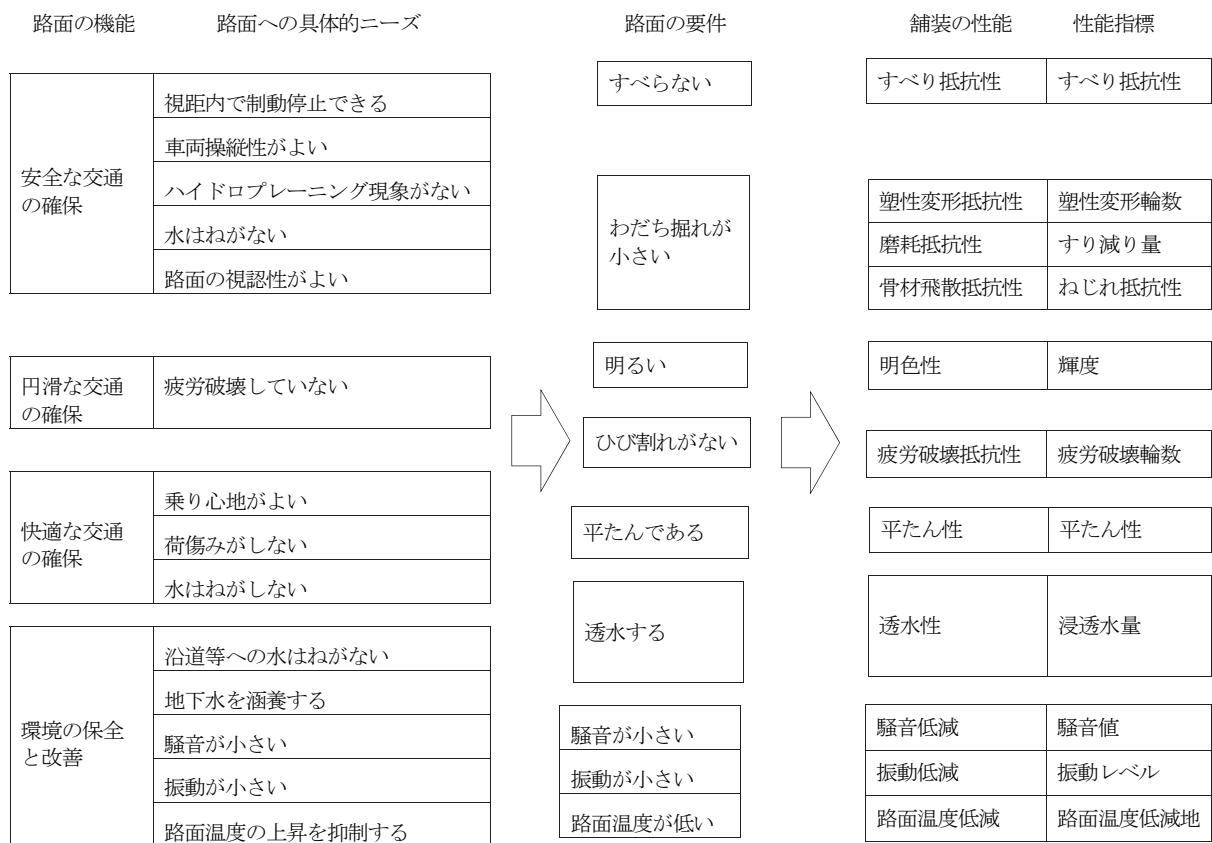 路面の機能 路面への具体的ニーズ 路面の要件 舗装の性能 性能指標
安全な交通
の確保
視距内で制動停止できる
車両操縦性がよい
ハイドロプレーニング現象がない
水はねがない
路面の視認性がよい
円滑な交通
の確保
疲労破壊していない
快適な交通
の確保
乗り心地がよい
荷傷みがしない
水はねがしない
環境の保全
と改善
沿道等への水はねがない
地下水を涵養する
騒音が小さい
振動が小さい
路面温度の上昇を抑制する
すべらない
わだち掘れが
小さい
明るい
ひび割れがない
平たんである
透水する
騒音が小さい
振動が小さい
路面温度が低い
すべり抵抗性 すべり抵抗性
塑性変形抵抗性 塑性変形輪数
磨耗抵抗性 すり減り量
骨材飛散抵抗性 ねじれ抵抗性
明色性 輝度
疲労破壊抵抗性 疲労破壊輪数
平たん性 平たん性
透水性 浸透水量
騒音低減 騒音値
振動低減 振動レベル
路面温度低減 路面温度低減地